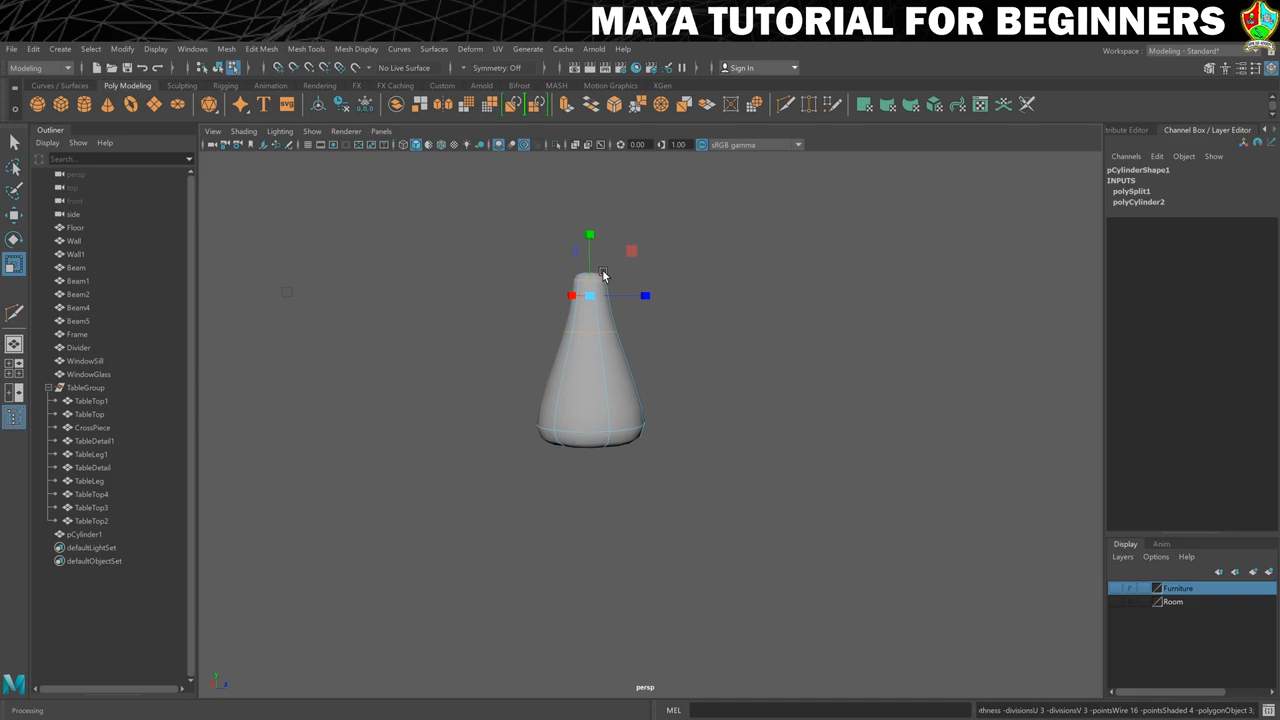 MAYA TUTORIAL FOR BEGINNERS
File Edit Create Select Modify Display Windows Mesh Edit Mesh Mesh Tools Mesh Display Curves Surfaces Deform UV Generate Cache Arnold Help
Workspace : Modeling - Standard*
Modeling No Live Surface Symmetry: Off Sign In
Curves / Surfaces Poly Modeling Sculpting Rigging Animation Rendering FX FX Caching Custom Arnold Bifrost MASH Motion Graphics XGen
Outliner
Display Show Help
Search...
persp
top
front
side
Floor
Wall
Wall1
Beam
Beam1
Beam2
Beam4
Beam5
Frame
Divider
WindowSill
WindowGlass
TableGroup
TableTop1
TableTop
CrossPiece
TableDetail1
TableLeg1
TableDetail
TableLeg
TableTop4
TableTop3
TableTop2
pCylinder1
defaultLightSet
defaultObjectSet
View Shading Lighting Show Renderer Panels
0.00 1.00 sRGB gamma
persp
y
z
tribute Editor Channel Box / Layer Editor
Channels Edit Object Show
pCylinderShape1
INPUTS
polySplit1
polyCylinder2
Display Anim
Layers Options Help
P Furniture
P Room
Processing
MEL
rthness -divisionsU 3 -divisionsV 3 -pointsWire 16 -pointsShaded 4 -polygonObject 3;